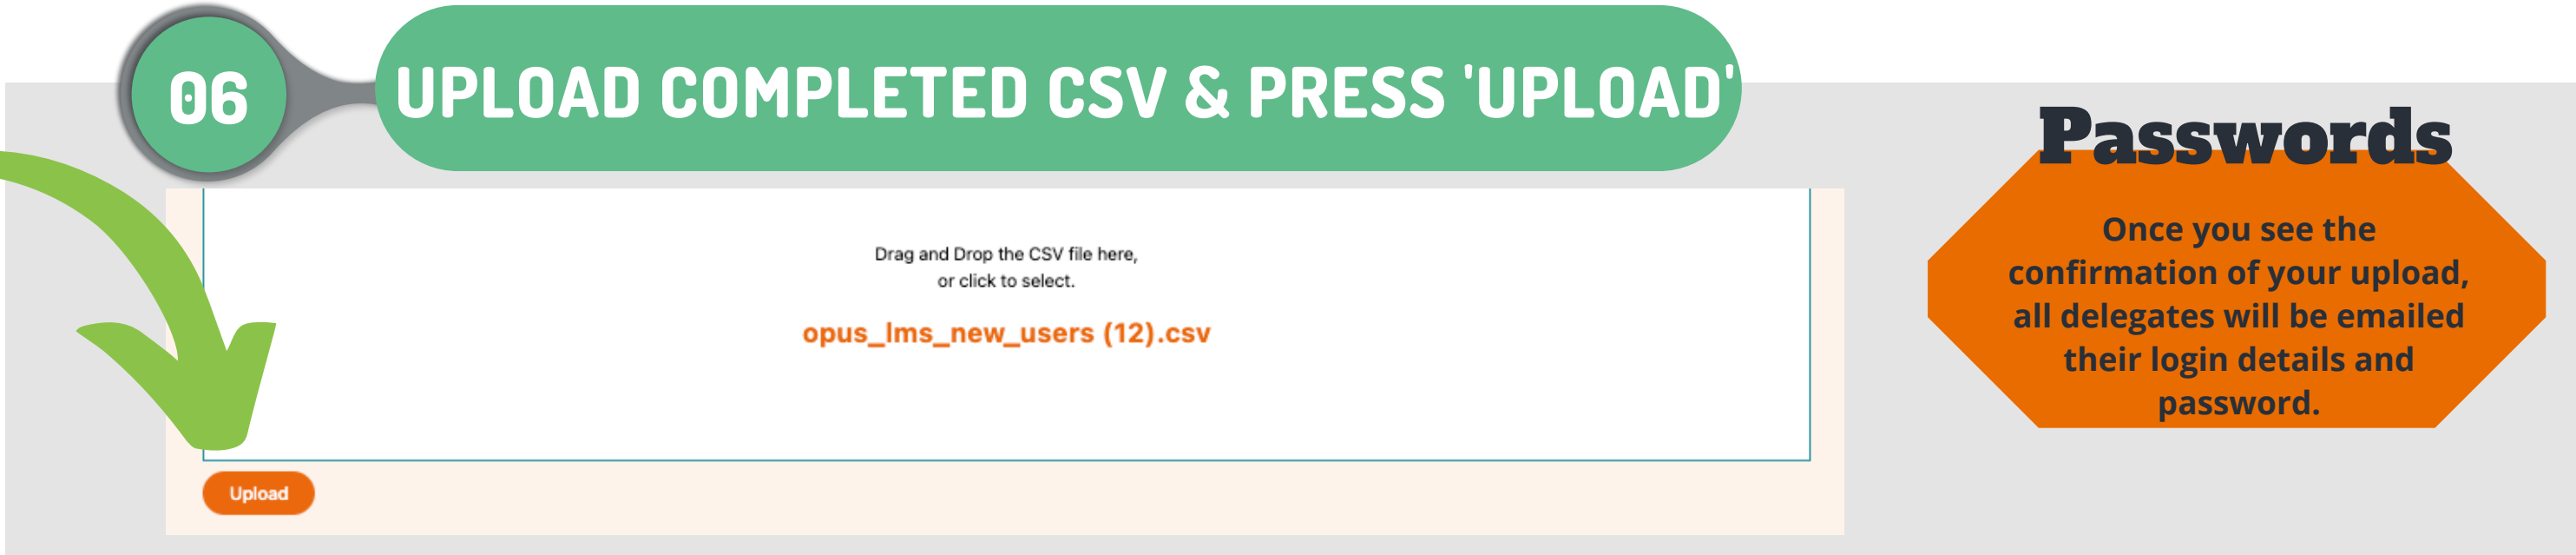 06
UPLOAD COMPLETED CSV & PRESS 'UPLOAD'
Drag and Drop the CSV file here,
or click to select.
opus_lms_new_users (12).csv
Upload
Passwords
Once you see the
confirmation of your upload,
all delegates will be emailed
their login details and
password.